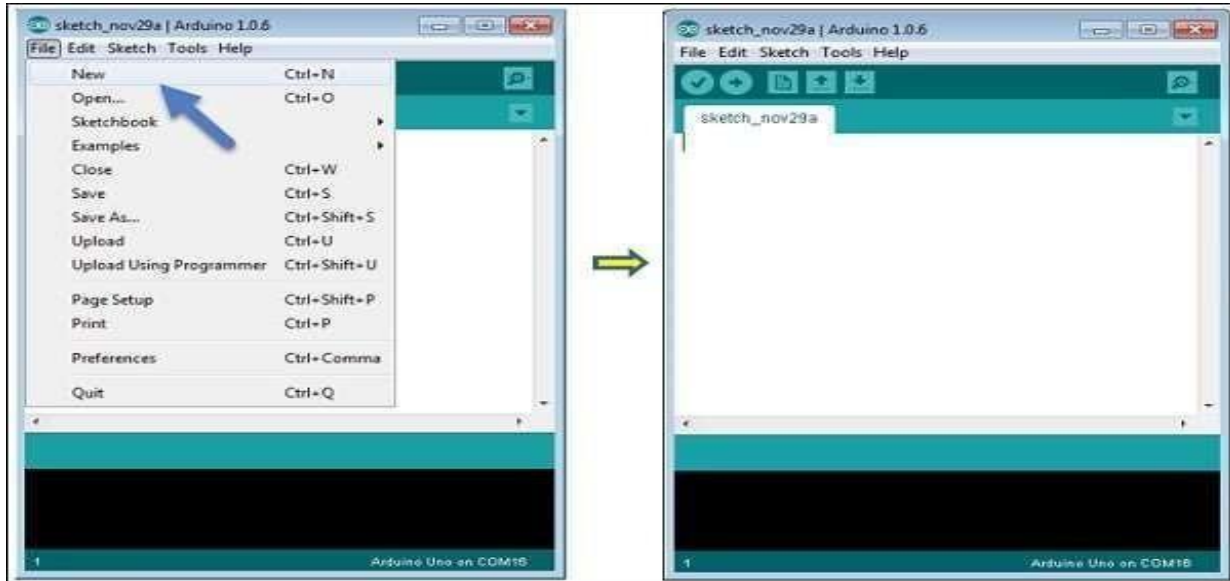 sketch_nov29a | Arduino 1.0.6
File Edit Sketch Tools Help
New Ctrl+N
Open... Ctrl+O
Sketchbook
Examples
Close Ctrl+W
Save Ctrl+S
Save As... Ctrl+Shift+S
Upload Ctrl+U
Upload Using Programmer Ctrl+Shift+U
Page Setup Ctrl+Shift+P
Print Ctrl+P
Preferences Ctrl+Comma
Quit Ctrl+Q
1 Arduino Uno on COM16
sketch_nov29a | Arduino 1.0.6
File Edit Sketch Tools Help
sketch_nov29a
1 Arduino Uno on COM16